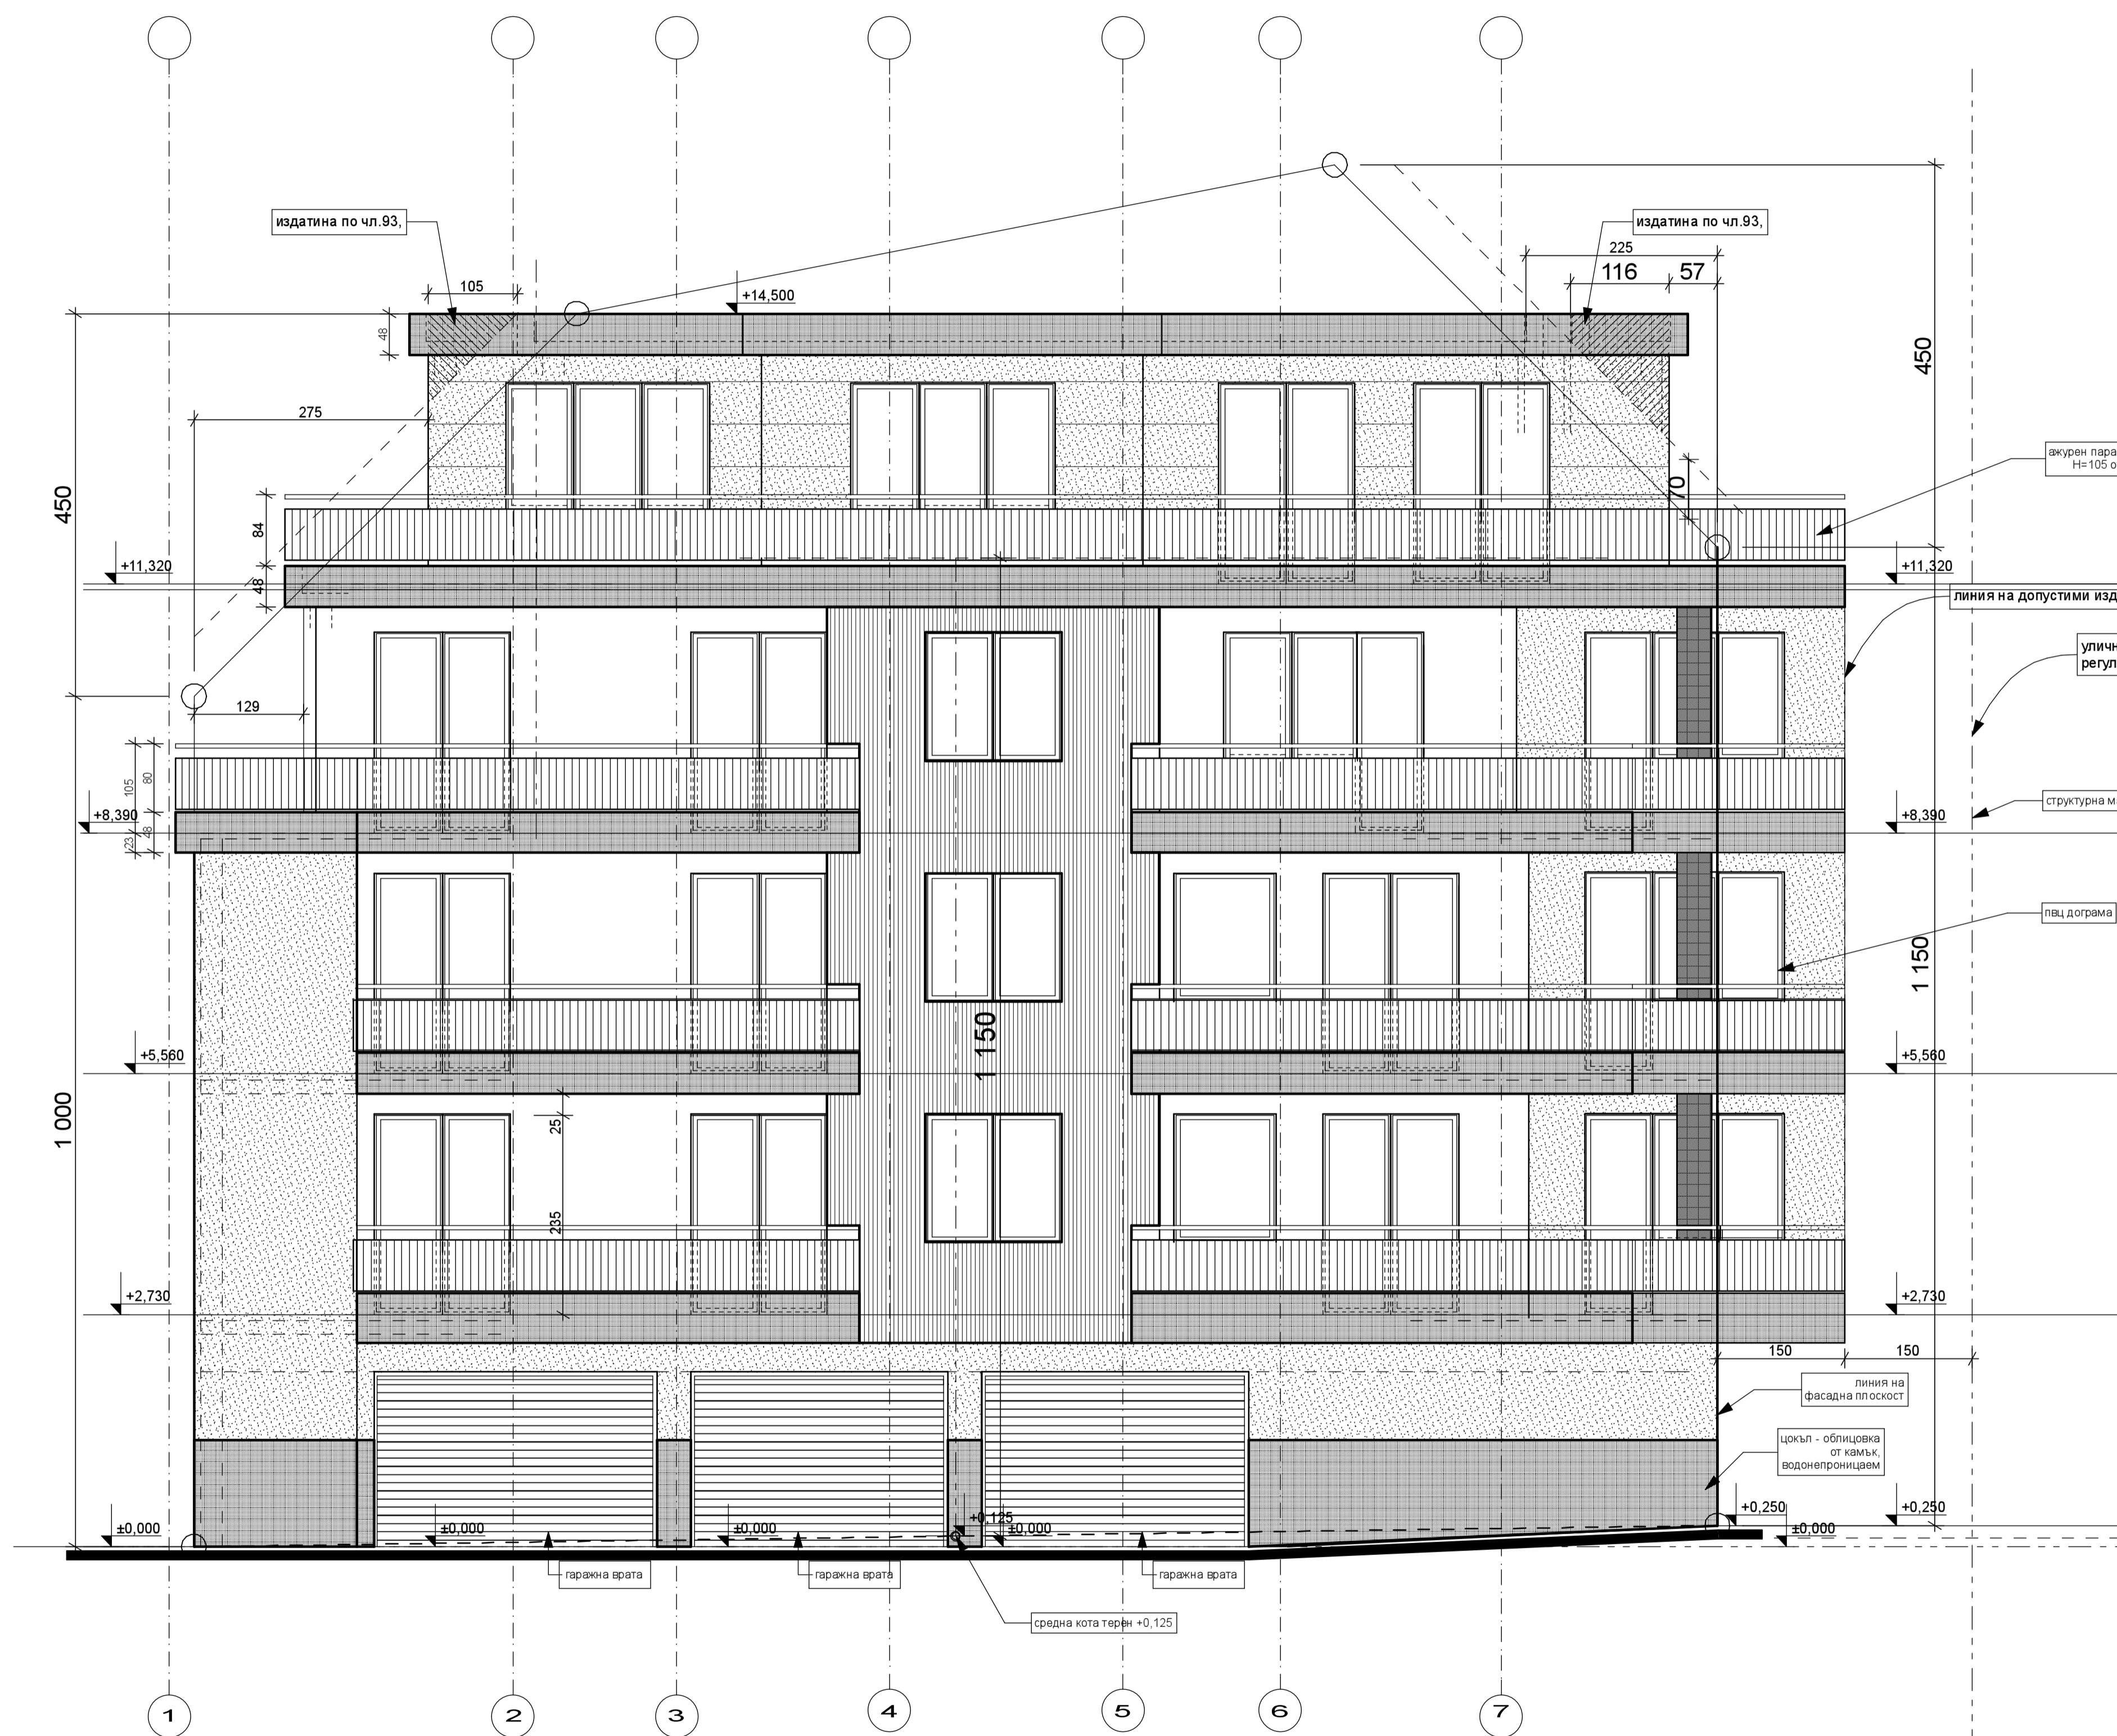 издатина по чл.93,
издатина по чл.93,
225
116
57
105
+14,500
48
450
275
450
70
ажурен
H=105
84
48
+11,320
+11,320
линия на допустими
129
105
80
+8,390
48
23
+8,390
структурна
пвц дограма
1 150
1 150
+5,560
+5,560
1 000
25
235
+2,730
+2,730
150
150
линия на
фасадна плоскост
цокъл - облицовка
от камък,
водонепроницаем
+0,250
+0,250
+0,125
±0,000
±0,000
±0,000
±0,000
±0,000
гаражна врата
гаражна врата
гаражна врата
средна кота терен +0,125
1
2
3
4
5
6
7